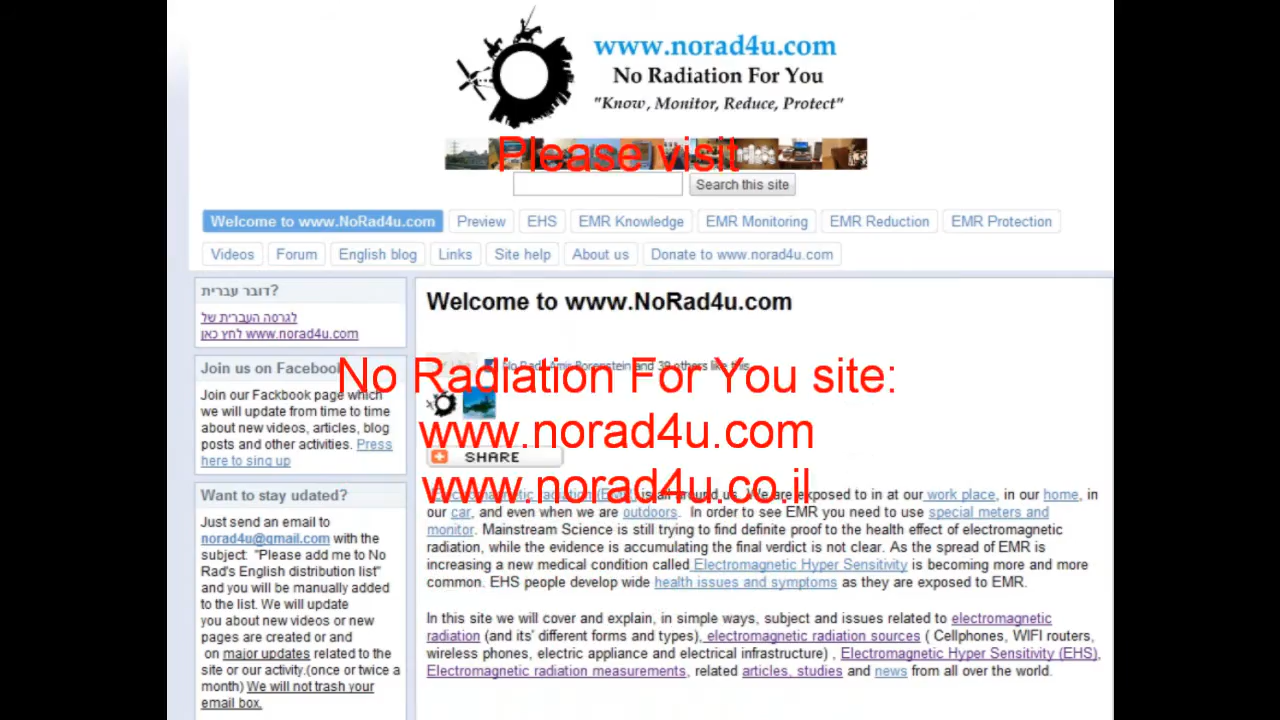 www.norad4u.com
No Radiation For You
"Know, Monitor, Reduce, Protect"
Please visit
Search this site
Welcome to www.NoRad4u.com
Preview
EHS
EMR Knowledge
EMR Monitoring
EMR Reduction
EMR Protection
Videos
Forum
English blog
Links
Site help
About us
Donate to www.norad4u.com
דובר עברית?
לגרסה העברית של
www.norad4u.com לחץ כאן
Join us on Facebook
Join our Fackbook page which
we will update from time to time
about new videos, articles, blog
posts and other activities. Press
here to sing up
Want to stay udated?
Just send an email to
norad4u@gmail.com with the
subject: "Please add me to No
Rad's English distribution list"
and you will be manually added
to the list. We will update
you about new videos or new
pages are created or and
on major updates related to the
site or our activity.(once or twice a
month) We will not trash your
email box.
Welcome to www.NoRad4u.com
No Rad, Amir Borenstein and 39 others like this.
No Radiation For You site:
www.norad4u.com
SHARE
www.norad4u.co.il
Electromagnetic radiation (EMR) is all around us. We are exposed to in at our work place, in our home, in
our car, and even when we are outdoors. In order to see EMR you need to use special meters and
monitor. Mainstream Science is still trying to find definite proof to the health effect of electromagnetic
radiation, while the evidence is accumulating the final verdict is not clear. As the spread of EMR is
increasing a new medical condition called Electromagnetic Hyper Sensitivity is becoming more and more
common. EHS people develop wide health issues and symptoms as they are exposed to EMR.
In this site we will cover and explain, in simple ways, subject and issues related to electromagnetic
radiation (and its' different forms and types), electromagnetic radiation sources ( Cellphones, WIFI routers,
wireless phones, electric appliance and electrical infrastructure) , Electromagnetic Hyper Sensitivity (EHS),
Electromagnetic radiation measurements, related articles, studies and news from all over the world.